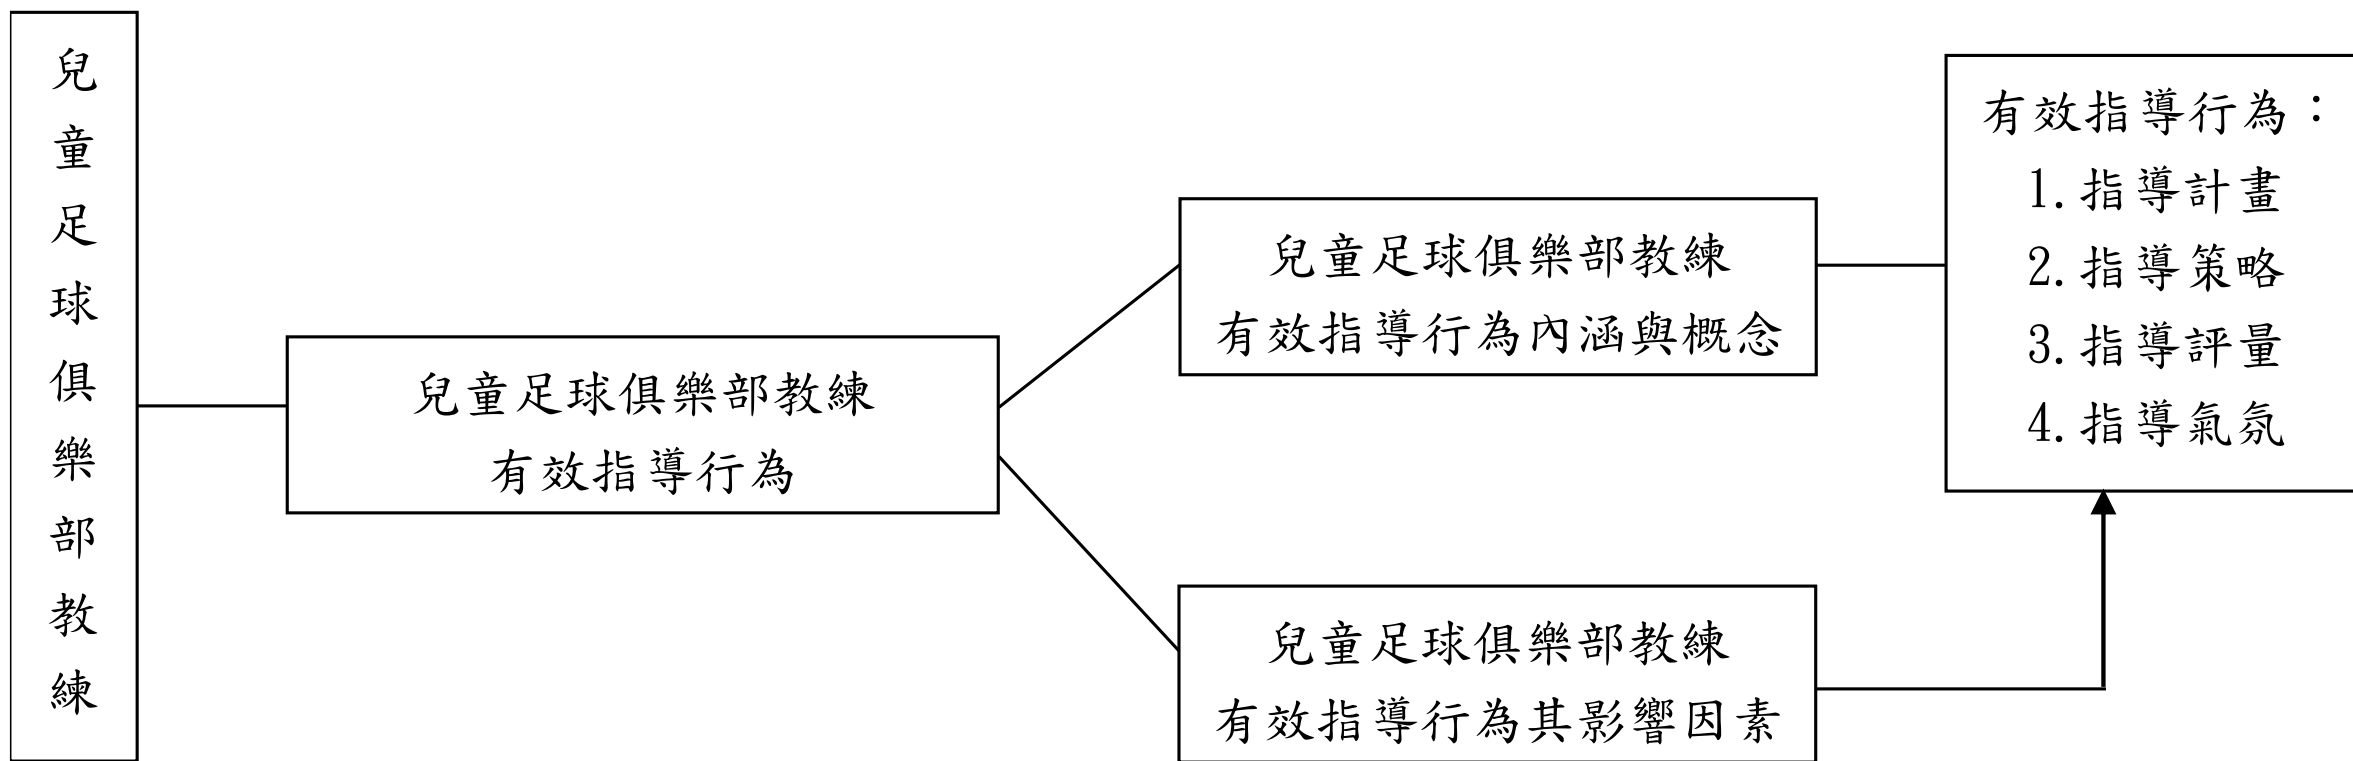 兒童足球俱樂部教練
兒童足球俱樂部教練
有效指導行為
兒童足球俱樂部教練
有效指導行為內涵與概念
兒童足球俱樂部教練
有效指導行為其影響因素
有效指導行為：
1.指導計畫
2.指導策略
3.指導評量
4.指導氣氛